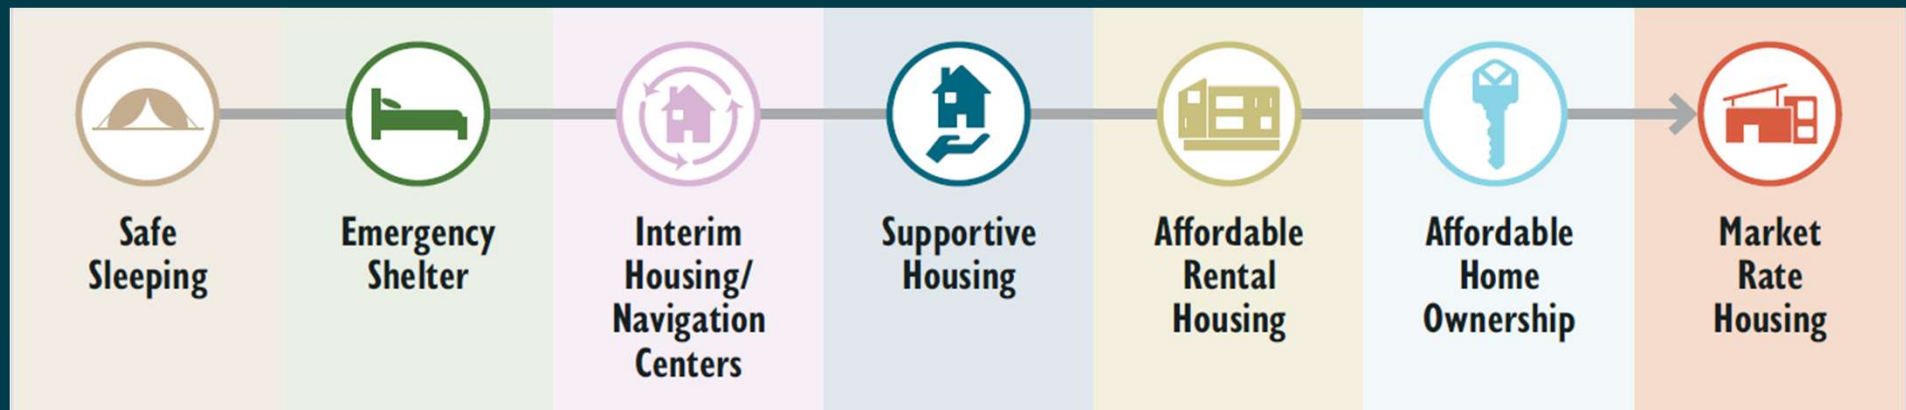 Safe
Sleeping
Emergency
Shelter
Interim
Housing/
Navigation
Centers
Supportive
Housing
Affordable
Rental
Housing
Affordable
Home
Ownership
Market
Rate
Housing